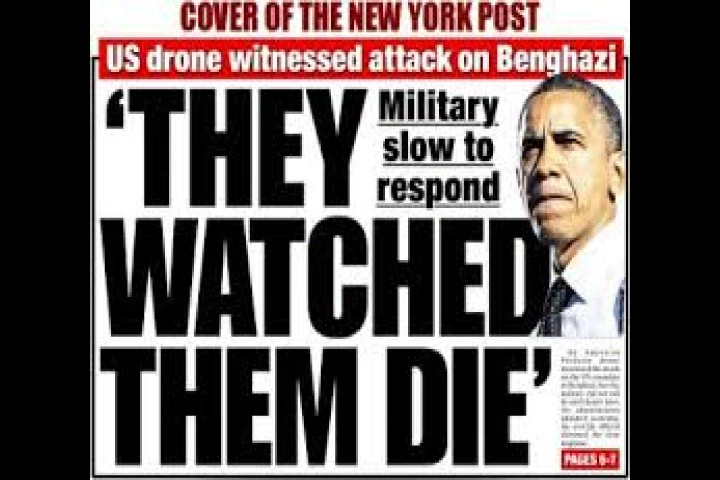 COVER OF THE NEW YORK POST
US drone witnessed attack on Benghazi
‘THEY
Military
slow to
respond
WATCHED
THEM DIE’
PAGES 6-7